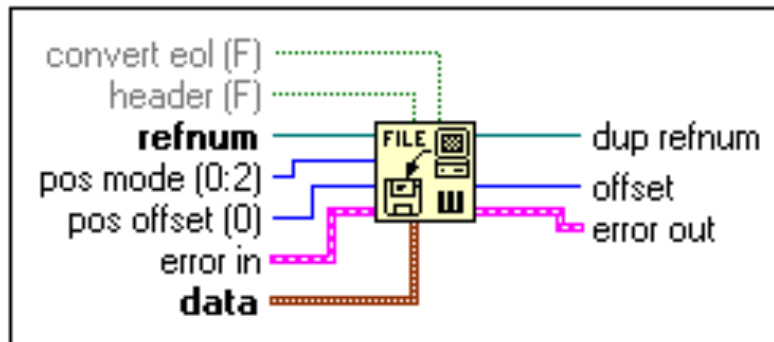 convert eol (F)
header (F)
refnum
pos mode (0:2)
pos offset (0)
error in
data
FILE
W
dup refnum
offset
error out